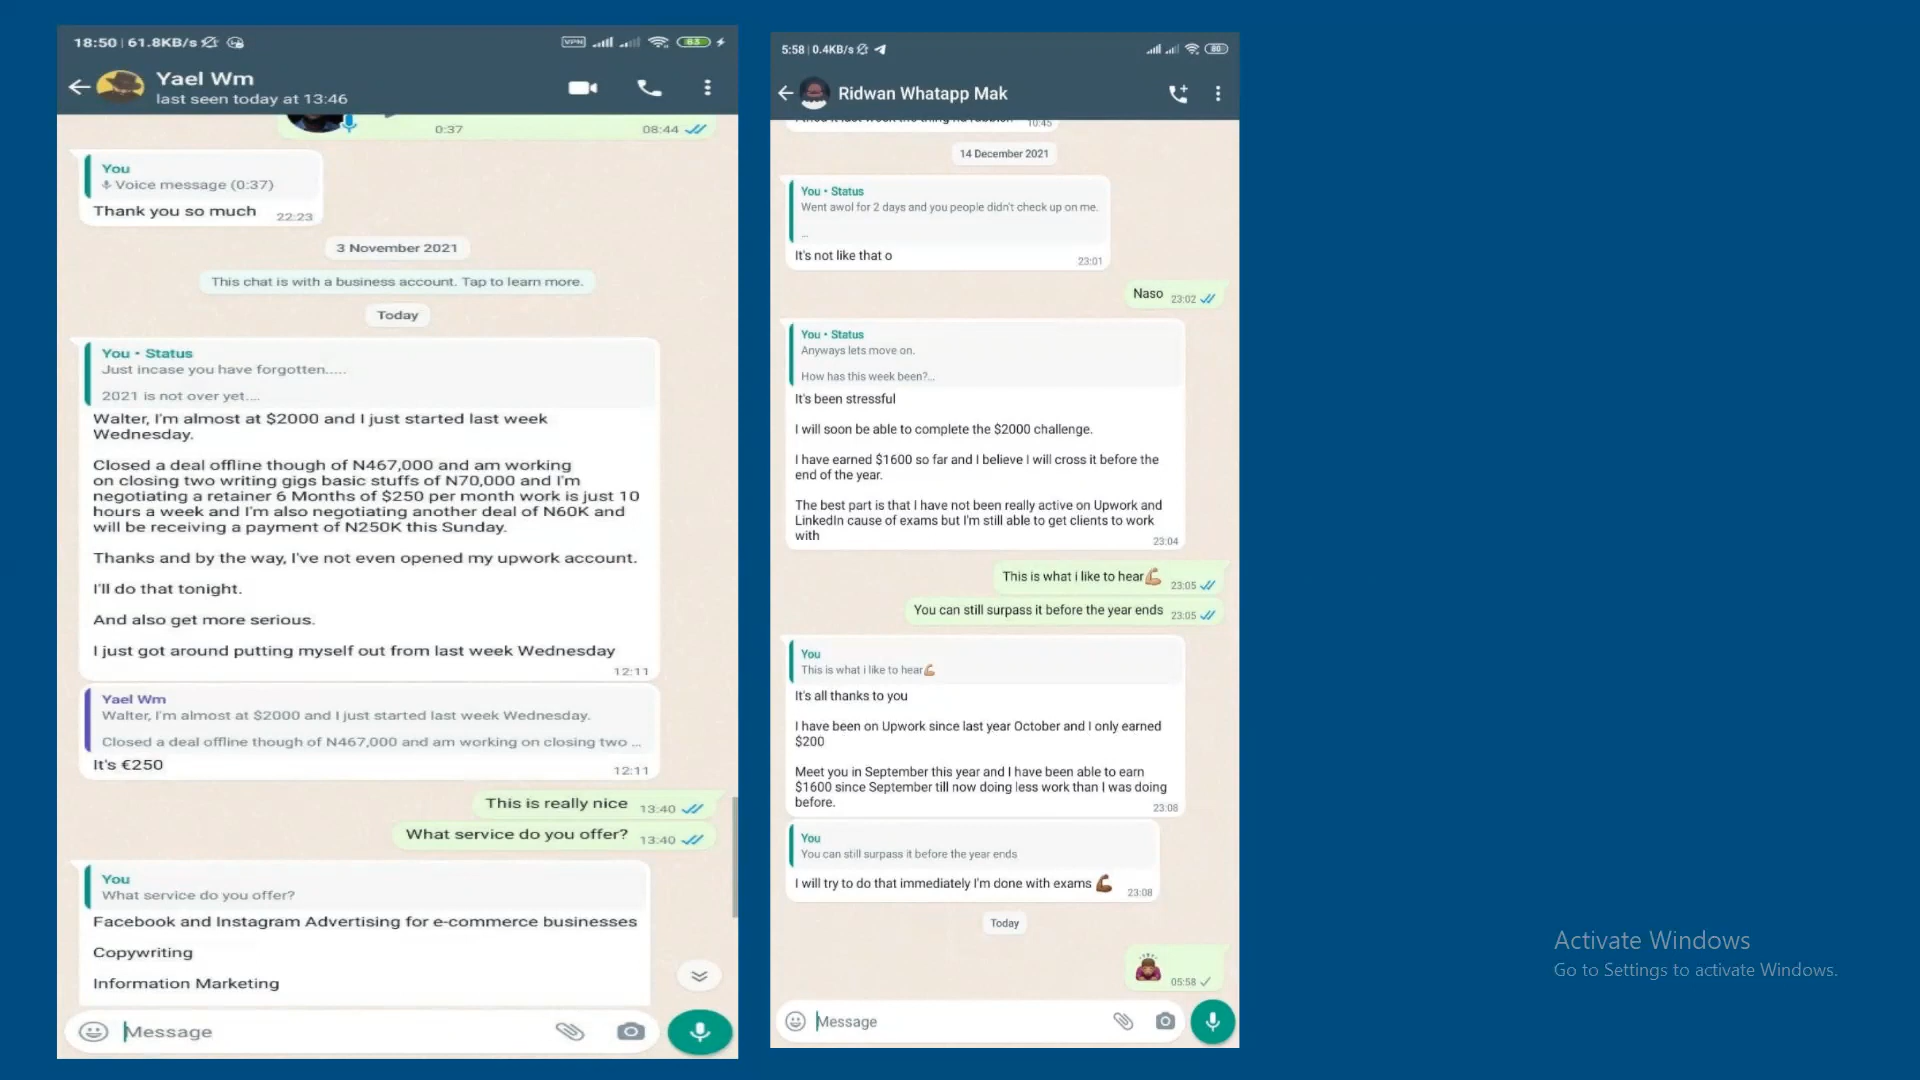 18:50 | 61.8KB/s
VPN
63
Yael Wm
last seen today at 13:46
0:37
08:44
You
Voice message (0:37)
Thank you so much
22:23
3 November 2021
This chat is with a business account. Tap to learn more.
Today
You • Status
Just incase you have forgotten.....
2021 is not over yet....
Walter, I'm almost at $2000 and I just started last week
Wednesday.
Closed a deal offline though of N467,000 and am working
on closing two writing gigs basic stuffs of N70,000 and I'm
negotiating a retainer 6 Months of $250 per month work is just 10
hours a week and I'm also negotiating another deal of N60K and
will be receiving a payment of N250K this Sunday.
Thanks and by the way, I've not even opened my upwork account.
I'll do that tonight.
And also get more serious.
I just got around putting myself out from last week Wednesday
12:11
Yael Wm
Walter, I'm almost at $2000 and I just started last week Wednesday.
Closed a deal offline though of N467,000 and am working on closing two ...
It's €250
12:11
This is really nice
13:40
What service do you offer?
13:40
You
What service do you offer?
Facebook and Instagram Advertising for e-commerce businesses
Copywriting
Information Marketing
Message
5:58 | 0.4KB/s
80
Ridwan Whatapp Mak
10:45
14 December 2021
You • Status
Went awol for 2 days and you people didn't check up on me.
..
It's not like that o
23:01
Naso
23:02
You • Status
Anyways lets move on.
How has this week been?...
It's been stressful
I will soon be able to complete the $2000 challenge.
I have earned $1600 so far and I believe I will cross it before the
end of the year.
The best part is that I have not been really active on Upwork and
LinkedIn cause of exams but I'm still able to get clients to work
with
23:04
This is what i like to hear💪
23:05
You can still surpass it before the year ends
23:05
You
This is what i like to hear💪
It's all thanks to you
I have been on Upwork since last year October and I only earned
$200
Meet you in September this year and I have been able to earn
$1600 since September till now doing less work than I was doing
before.
23:08
You
You can still surpass it before the year ends
I will try to do that immediately I'm done with exams 💪
23:08
Today
05:58
Message
Activate Windows
Go to Settings to activate Windows.